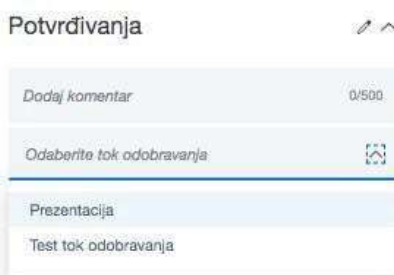 Potvrđivanja
Dodaj komentar 0/500
Odaberite tok odobravanja
Prezentacija
Test tok odobravanja